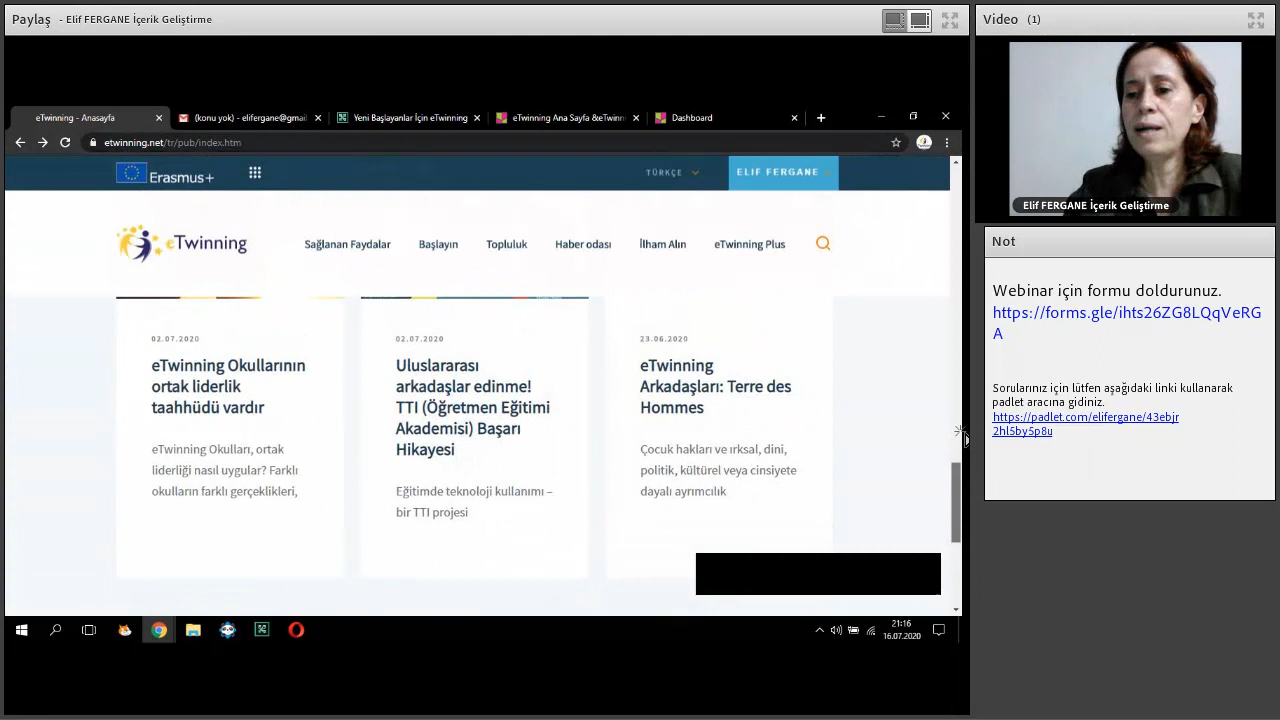 Paylaş - Elif FERGANE İçerik Geliştirme
eTwinning - Anasayfa
(konu yok) - elifergane@gmai
Yeni Başlayanlar İçin eTwinning
eTwinning Ana Sayfa &eTwinn
Dashboard
etwinning.net/tr/pub/index.htm
Erasmus+
TÜRKÇE
ELIF FERGANE
eTwinning
Sağlanan Faydalar
Başlayın
Topluluk
Haber odası
İlham Alın
eTwinning Plus
02.07.2020
eTwinning Okullarının
ortak liderlik
taahhüdü vardır
eTwinning Okulları, ortak
liderliği nasıl uygular? Farklı
okulların farklı gerçeklikleri,
02.07.2020
Uluslararası
arkadaşlar edinme!
TTI (Öğretmen Eğitimi
Akademisi) Başarı
Hikayesi
Eğitimde teknoloji kullanımı –
bir TTI projesi
23.06.2020
eTwinning
Arkadaşları: Terre des
Hommes
Çocuk hakları ve ırksal, dini,
politik, kültürel veya cinsiyete
dayalı ayrımcılık
21:16
16.07.2020
Video (1)
Elif FERGANE İçerik Geliştirme
Not
Webinar için formu doldurunuz.
https://forms.gle/ihts26ZG8LQqVeRG
A
Sorularınız için lütfen aşağıdaki linki kullanarak
padlet aracına gidiniz.
https://padlet.com/elifergane/43ebjr
2hl5by5p8u